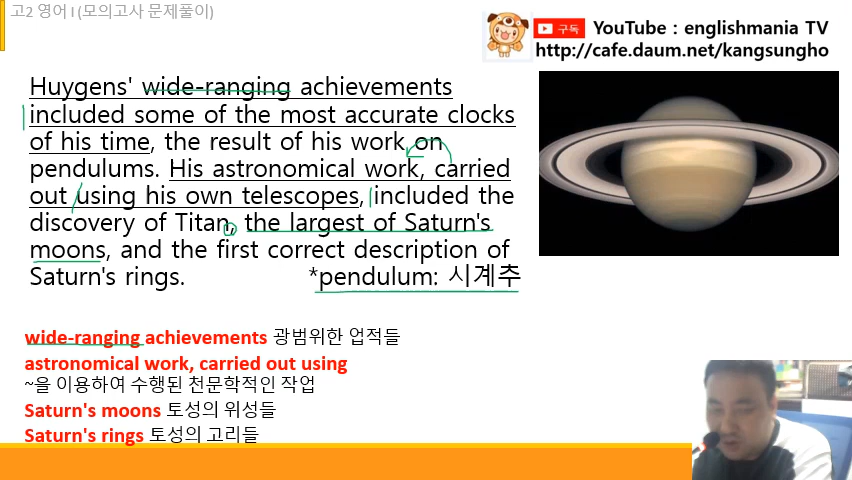 고2 영어 I (모의고사 문제풀이)
구독 YouTube : englishmania TV
http://cafe.daum.net/kangsungho
Huygens' wide-ranging achievements
included some of the most accurate clocks
of his time, the result of his work on
pendulums. His astronomical work, carried
out using his own telescopes, included the
discovery of Titan, the largest of Saturn's
moons, and the first correct description of
Saturn's rings. *pendulum: 시계추
wide-ranging achievements 광범위한 업적들
astronomical work, carried out using
~을 이용하여 수행된 천문학적인 작업
Saturn's moons 토성의 위성들
Saturn's rings 토성의 고리들